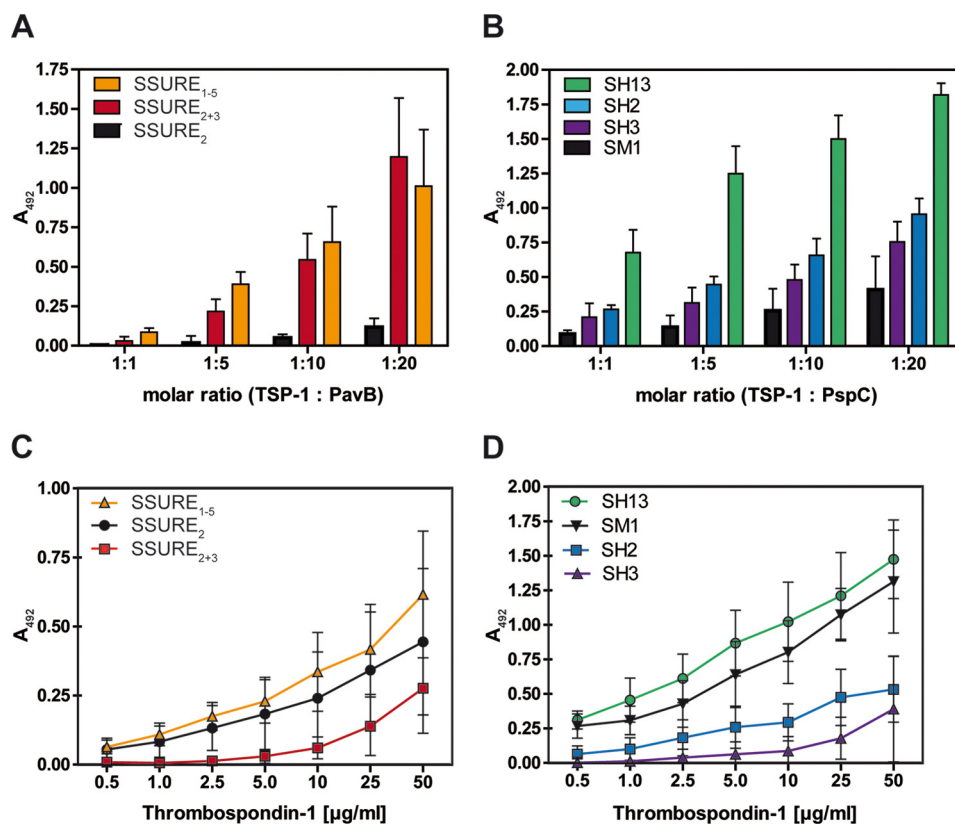 A
1.75
1.50
1.25
1.00
0.75
0.50
0.25
0.00
A492
SSURE1-5
SSURE2+3
SSURE2
1:1 1:5 1:10 1:20
molar ratio (TSP-1 : PavB)
B
2.00
1.75
1.50
1.25
1.00
0.75
0.50
0.25
0.00
A492
SH13
SH2
SH3
SM1
1:1 1:5 1:10 1:20
molar ratio (TSP-1 : PspC)
C
1.00
0.75
0.50
0.25
0.00
A492
SSURE1-5
SSURE2
SSURE2+3
0.5 1.0 2.5 5.0 10 25 50
Thrombospondin-1 [µg/ml]
D
2.00
1.75
1.50
1.25
1.00
0.75
0.50
0.25
0.00
A492
SH13
SM1
SH2
SH3
0.5 1.0 2.5 5.0 10 25 50
Thrombospondin-1 [µg/ml]